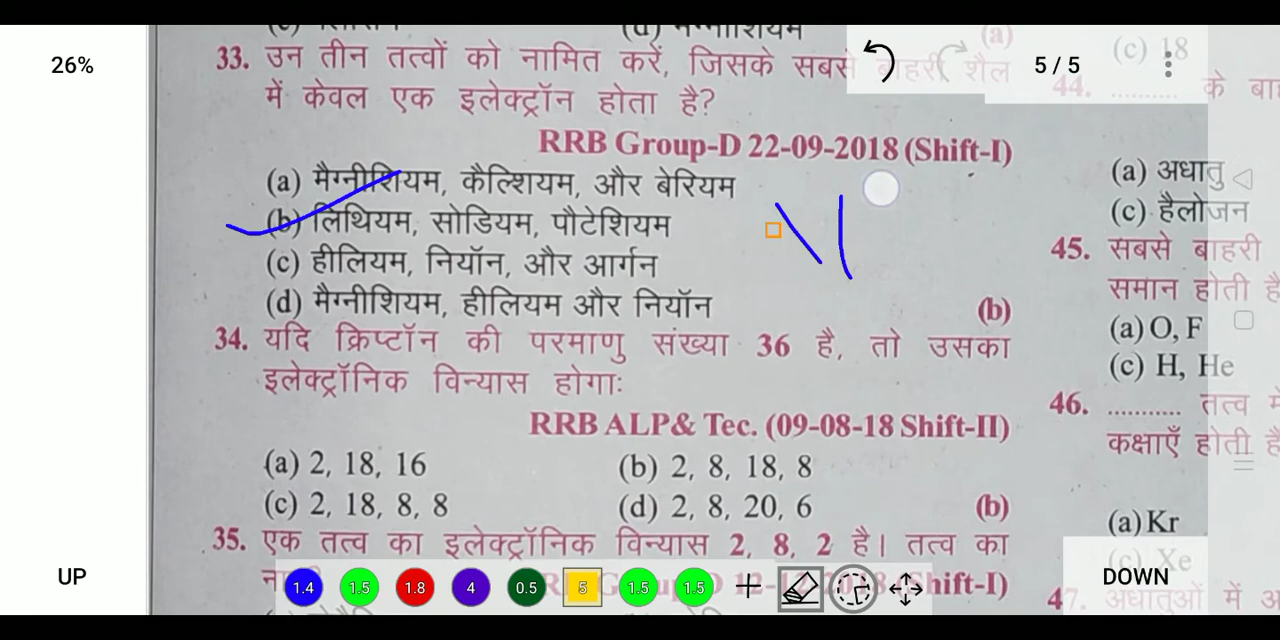 26%
5 / 5
33. उन तीन तत्वों को नामित करें, जिसके सबसे बाहरी शैल
में केवल एक इलेक्ट्रॉन होता है?
RRB Group-D 22-09-2018 (Shift-I)
(a) मैग्नीशियम, कैल्शियम, और बेरियम
(b) लिथियम, सोडियम, पौटेशियम
(c) हीलियम, नियॉन, और आर्गन
(d) मैग्नीशियम, हीलियम और नियॉन
(b)
34. यदि क्रिप्टॉन की परमाणु संख्या 36 है, तो उसका
इलेक्ट्रॉनिक विन्यास होगाः
RRB ALP& Tec. (09-08-18 Shift-II)
(a) 2, 18, 16 (b) 2, 8, 18, 8
(c) 2, 18, 8, 8 (d) 2, 8, 20, 6 (b)
35. एक तत्व का इलेक्ट्रॉनिक विन्यास 2, 8, 2 है। तत्व का
Shift-I)
(a)
(c) 18
44. .......... के
(a) अधातु
(c) हैलोजन
45. सबसे बाहरी
समान होती है
(a) O, F
(c) H, He
46. ........... तत्व
कक्षाएँ होती है
(a) Kr
(c) Xe
47. अधातुओं में
UP
1.4 1.5 1.8 4 0.5 5 1.5 1.5
DOWN